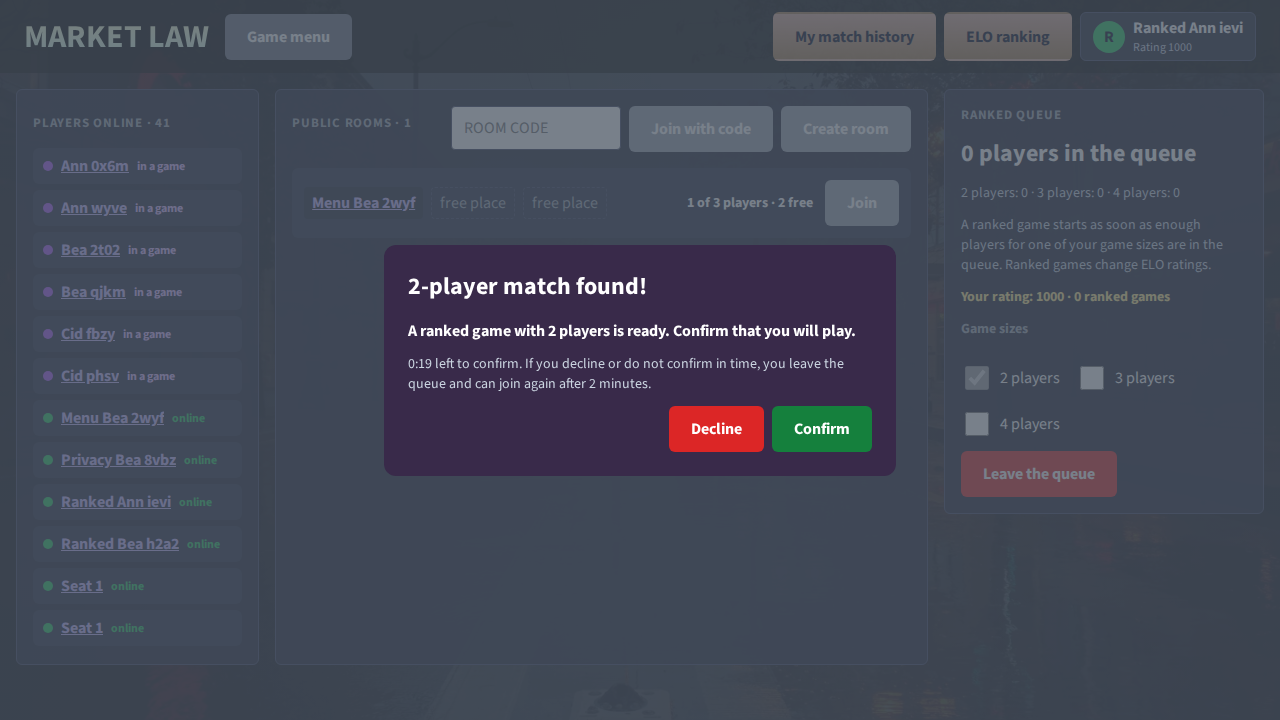 MARKET LAW
Game menu
My match history
ELO ranking
R
Ranked Ann ievi
Rating 1000
PLAYERS ONLINE · 41
Ann 0x6m in a game
Ann wyve in a game
Bea 2t02 in a game
Bea qjkm in a game
Cid fbzy in a game
Cid phsv in a game
Menu Bea 2wyf online
Privacy Bea 8vbz online
Ranked Ann ievi online
Ranked Bea h2a2 online
Seat 1 online
Seat 1 online
PUBLIC ROOMS · 1
ROOM CODE
Join with code
Create room
Menu Bea 2wyf free place free place 1 of 3 players · 2 free Join
2-player match found!
A ranked game with 2 players is ready. Confirm that you will play.
0:19 left to confirm. If you decline or do not confirm in time, you leave the
queue and can join again after 2 minutes.
Decline
Confirm
RANKED QUEUE
0 players in the queue
2 players: 0 · 3 players: 0 · 4 players: 0
A ranked game starts as soon as enough
players for one of your game sizes are in the
queue. Ranked games change ELO ratings.
Your rating: 1000 · 0 ranked games
Game sizes
2 players 3 players
4 players
Leave the queue